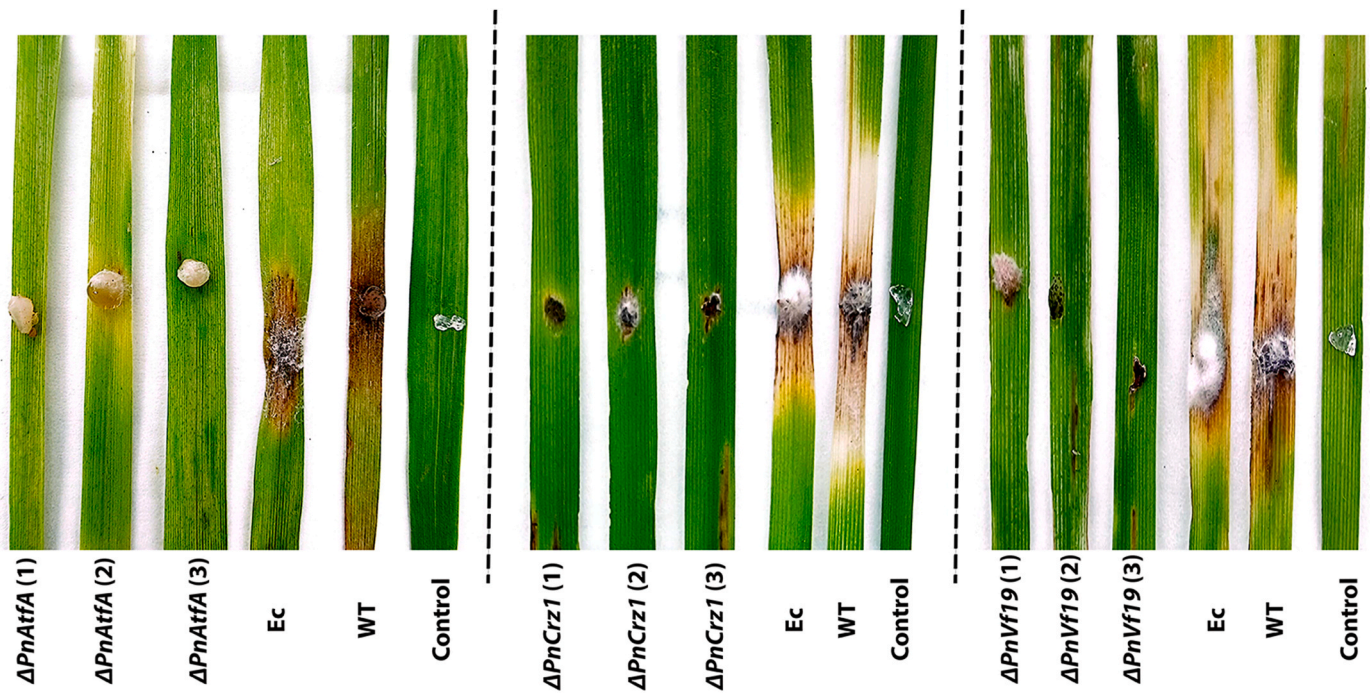 ΔPnAtfA (1)
ΔPnAtfA (2)
ΔPnAtfA (3)
Ec
WT
Control
ΔPnCrz1 (1)
ΔPnCrz1 (2)
ΔPnCrz1 (3)
Ec
WT
Control
ΔPnVf19 (1)
ΔPnVf19 (2)
ΔPnVf19 (3)
Ec
WT
Control